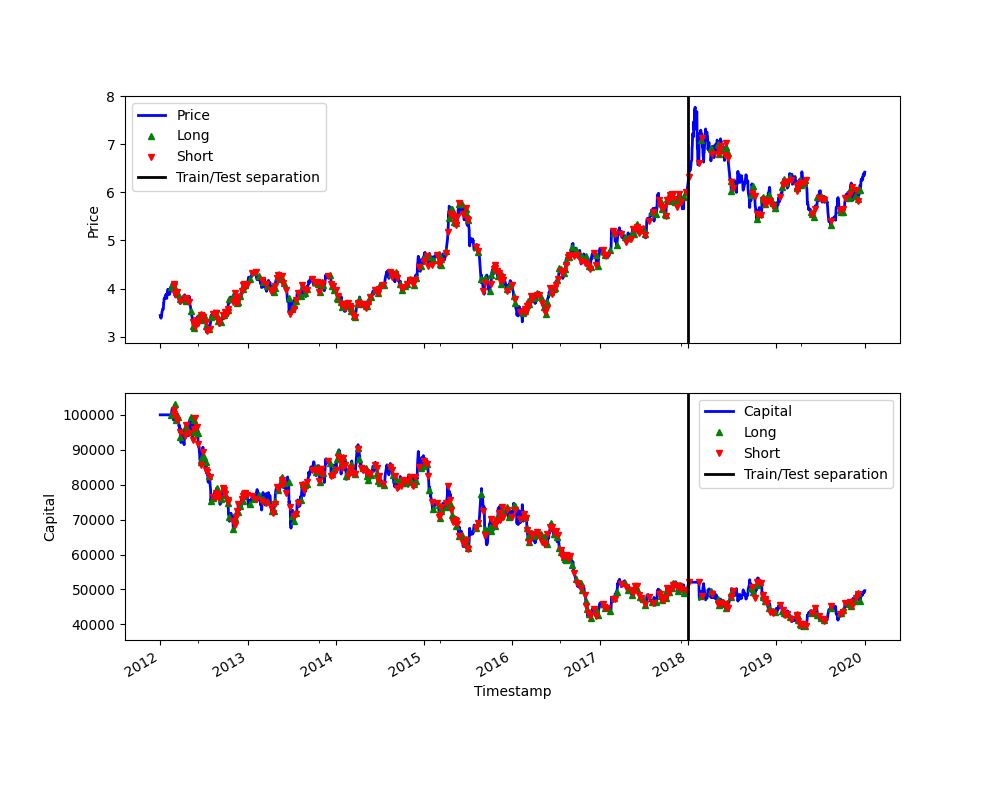 8
7
6
5
4
3
Price
Price
Long
Short
Train/Test separation
100000
90000
80000
70000
60000
50000
40000
Capital
Capital
Long
Short
Train/Test separation
2012 2013 2014 2015 2016 2017 2018 2019 2020
Timestamp